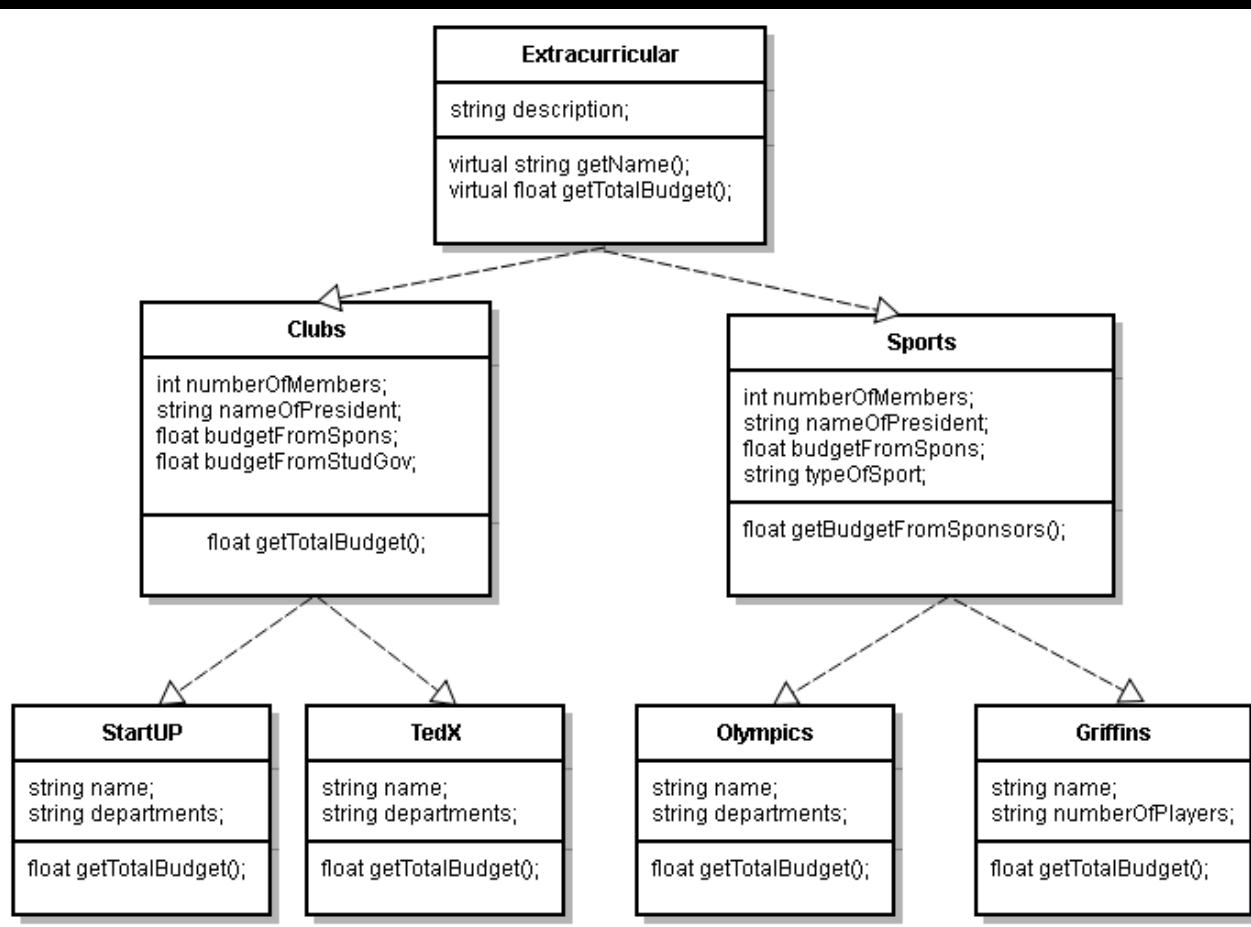 Extracurricular
string description;
virtual string getName();
virtual float getTotalBudget();
Clubs
int numberOfMembers;
string nameOfPresident;
float budgetFromSpons;
float budgetFromStudGov;
float getTotalBudget();
Sports
int numberOfMembers;
string nameOfPresident;
float budgetFromSpons;
string typeOfSport;
float getBudgetFromSponsors();
StartUP
string name;
string departments;
float getTotalBudget();
TedX
string name;
string departments;
float getTotalBudget();
Olympics
string name;
string departments;
float getTotalBudget();
Griffins
string name;
string numberOfPlayers;
float getTotalBudget();